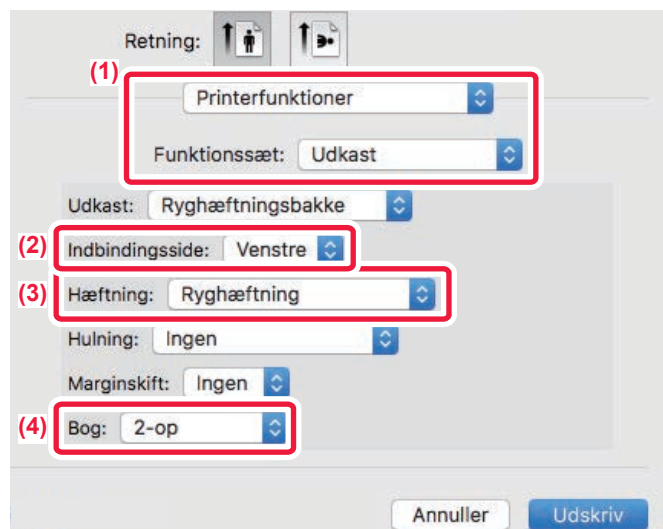 Retning:
(1)
Printerfunktioner
Funktionssæt: Udkast
Udkast: Ryghæftningsbakke
(2) Indbindingsside: Venstre
(3) Hæftning: Ryghæftning
Hulning: Ingen
Marginskift: Ingen
(4) Bog: 2-op
Annuller Udskriv